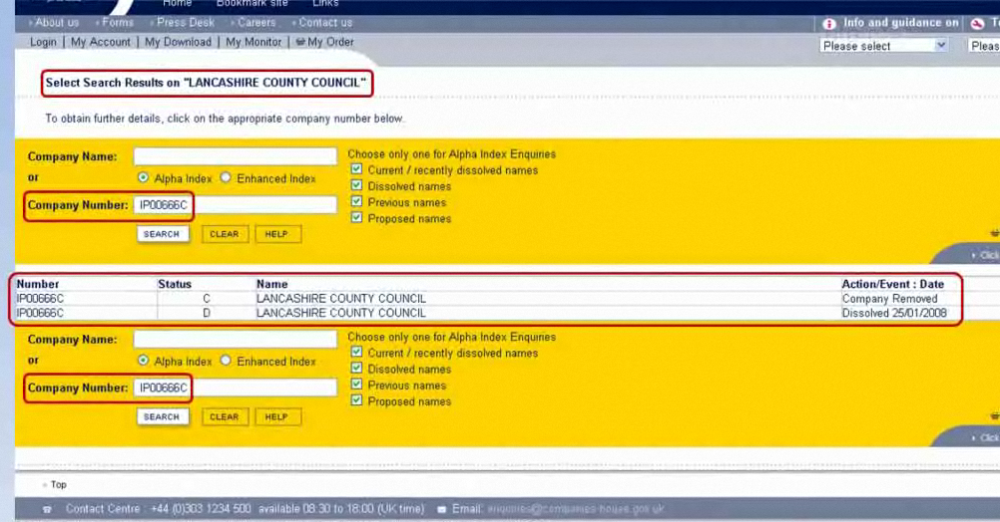 Home Bookmark site Links
About us Forms Press Desk Careers Contact us
Info and guidance on
Login | My Account | My Download | My Monitor | My Order
Please select
Select Search Results on "LANCASHIRE COUNTY COUNCIL"
To obtain further details, click on the appropriate company number below.
Company Name:
Choose only one for Alpha Index Enquiries
Current / recently dissolved names
or Alpha Index Enhanced Index
Dissolved names
Company Number: IP00666C
Previous names
Proposed names
SEARCH CLEAR HELP
Click
Number Status Name Action/Event : Date
IP00666C C LANCASHIRE COUNTY COUNCIL Company Removed
IP00666C D LANCASHIRE COUNTY COUNCIL Dissolved 25/01/2008
Company Name:
Choose only one for Alpha Index Enquiries
Current / recently dissolved names
or Alpha Index Enhanced Index
Dissolved names
Company Number: IP00666C
Previous names
Proposed names
SEARCH CLEAR HELP
Click
Top
Contact Centre : +44 (0)303 1234 500 available 08:30 to 18:00 (UK time) Email: enquiries@companies-house.gov.uk